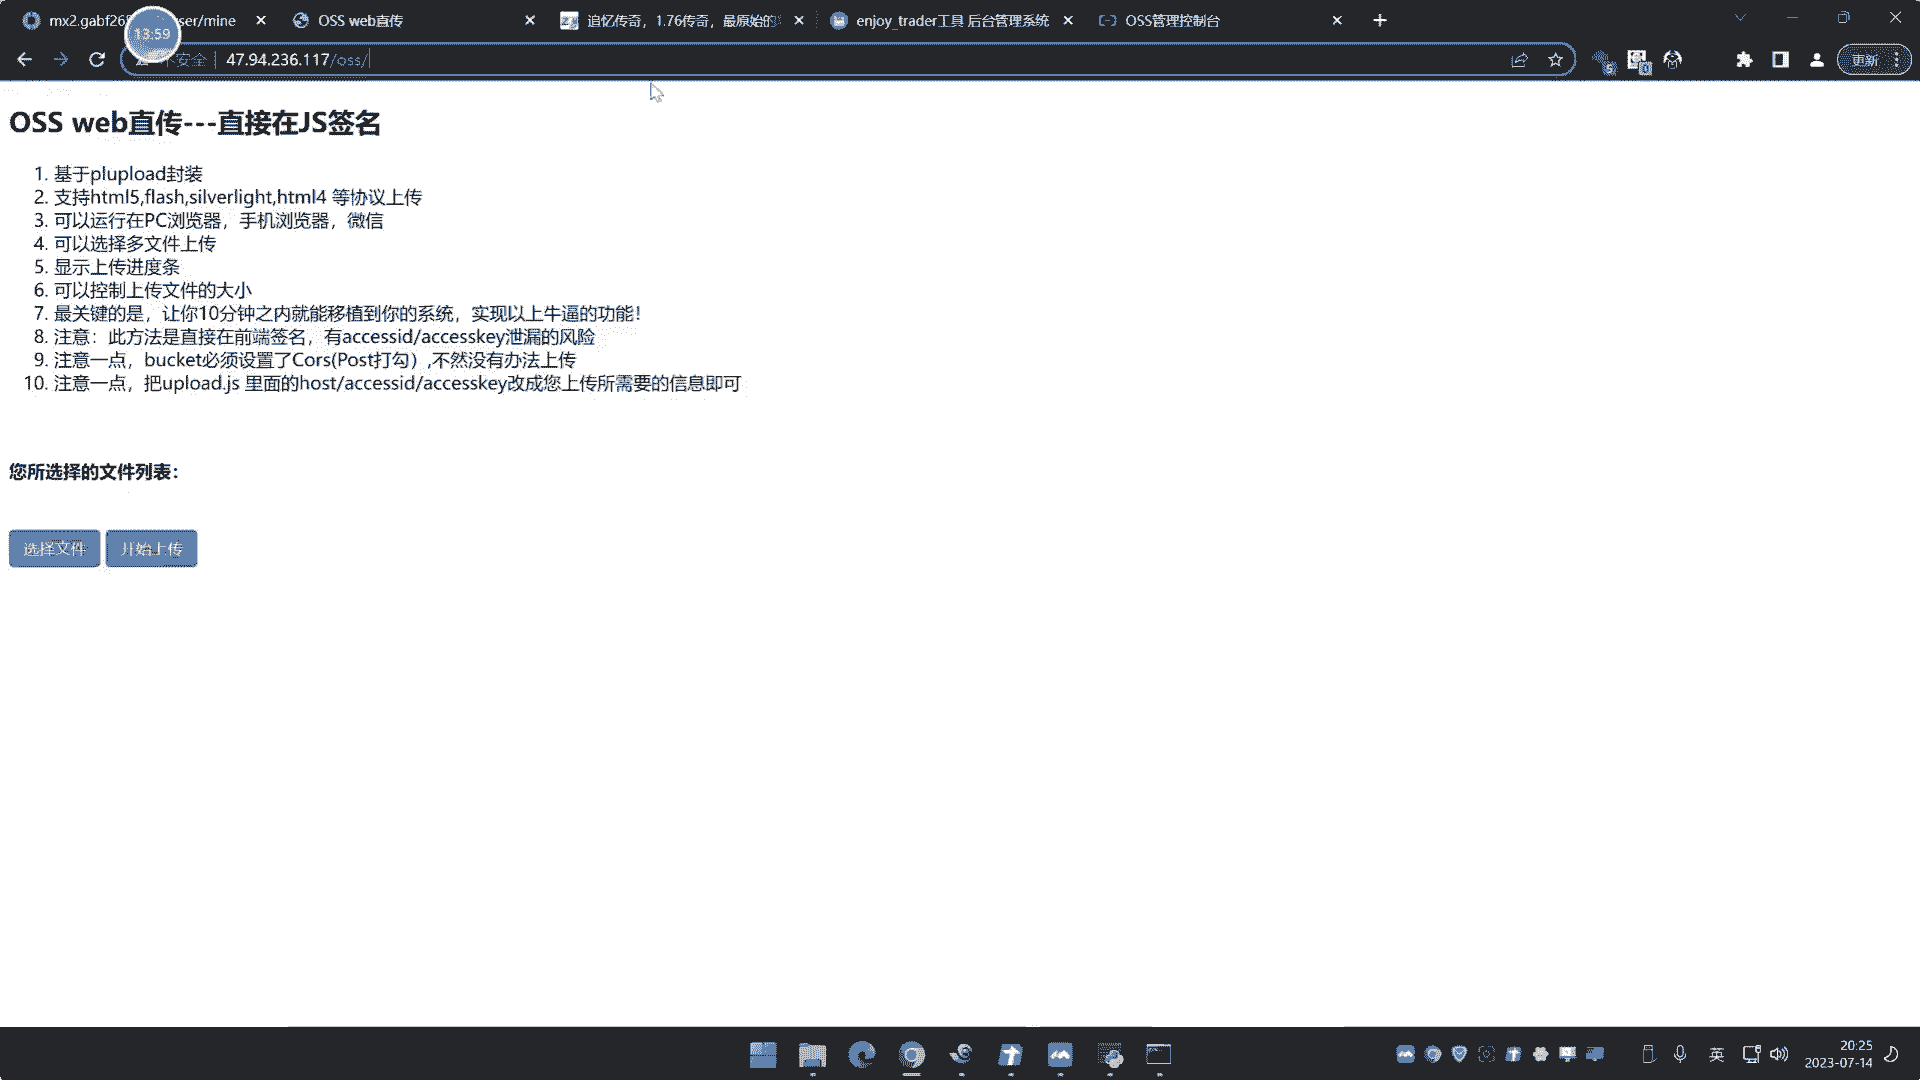 mx2.gabf26
ser/mine
OSS web直传
追忆传奇，1.76传奇，最原始的
enjoy_trader工具 后台管理系统
OSS管理控制台
13:59
不安全
47.94.236.117/oss/
更新
OSS web直传---直接在JS签名
1. 基于plupload封装
2. 支持html5,flash,silverlight,html4 等协议上传
3. 可以运行在PC浏览器，手机浏览器，微信
4. 可以选择多文件上传
5. 显示上传进度条
6. 可以控制上传文件的大小
7. 最关键的是，让你10分钟之内就能移植到你的系统，实现以上牛逼的功能！
8. 注意：此方法是直接在前端签名，有accessid/accesskey泄漏的风险
9. 注意一点，bucket必须设置了Cors(Post打勾）,不然没有办法上传
10. 注意一点，把upload.js 里面的host/accessid/accesskey改成您上传所需要的信息即可
您所选择的文件列表：
选择文件
开始上传
英
20:25
2023-07-14